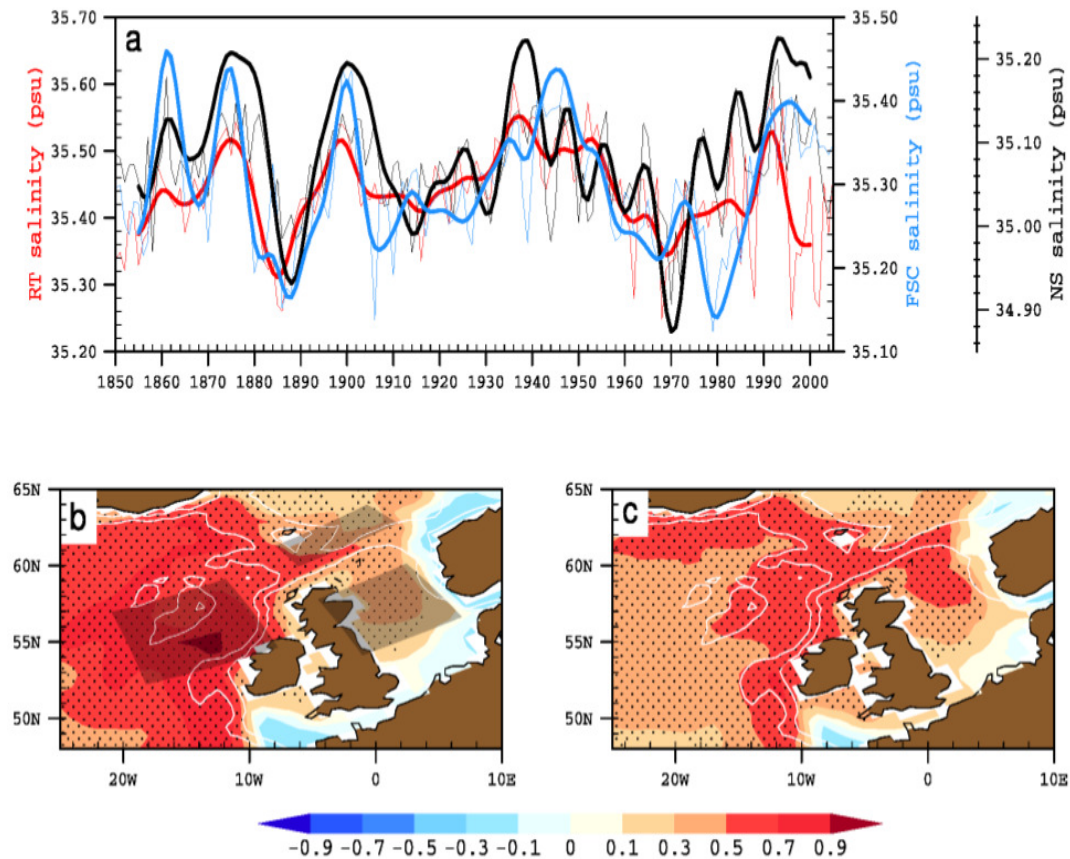 a
35.70 35.60 35.50 35.40 35.30 35.20
RT salinity (psu)
35.50 35.40 35.30 35.20 35.10
FSC salinity (psu)
35.20 35.10 35.00 34.90
NS salinity (psu)
1850 1860 1870 1880 1890 1900 1910 1920 1930 1940 1950 1960 1970 1980 1990 2000
b
65N 60N 55N 50N
20W 10W 0 10E
c
65N 60N 55N 50N
20W 10W 0 10E
-0.9 -0.7 -0.5 -0.3 -0.1 0 0.1 0.3 0.5 0.7 0.9